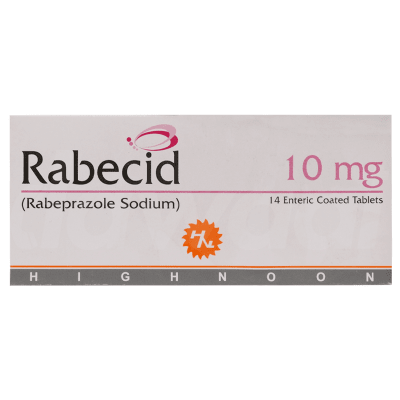 Rabecid
10 mg
(Rabeprazole Sodium)
14 Enteric Coated Tablets
HIGHNOON